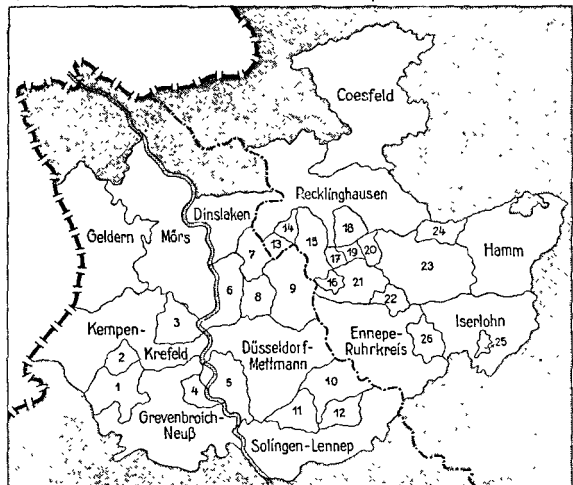 Coesfeld
Recklinghausen
Dinslaken
Geldern
Mörs
14
13
15
18
17
19
20
24
Hamm
7
16
21
23
6
8
9
22
3
Kempen-
Krefeld
Düsseldorf-
Mettmann
Ennepe-
Ruhrkreis
26
Iserlohn
25
2
1
4
5
10
Grevenbroich-
Neuß
11
12
Solingen-Lennep